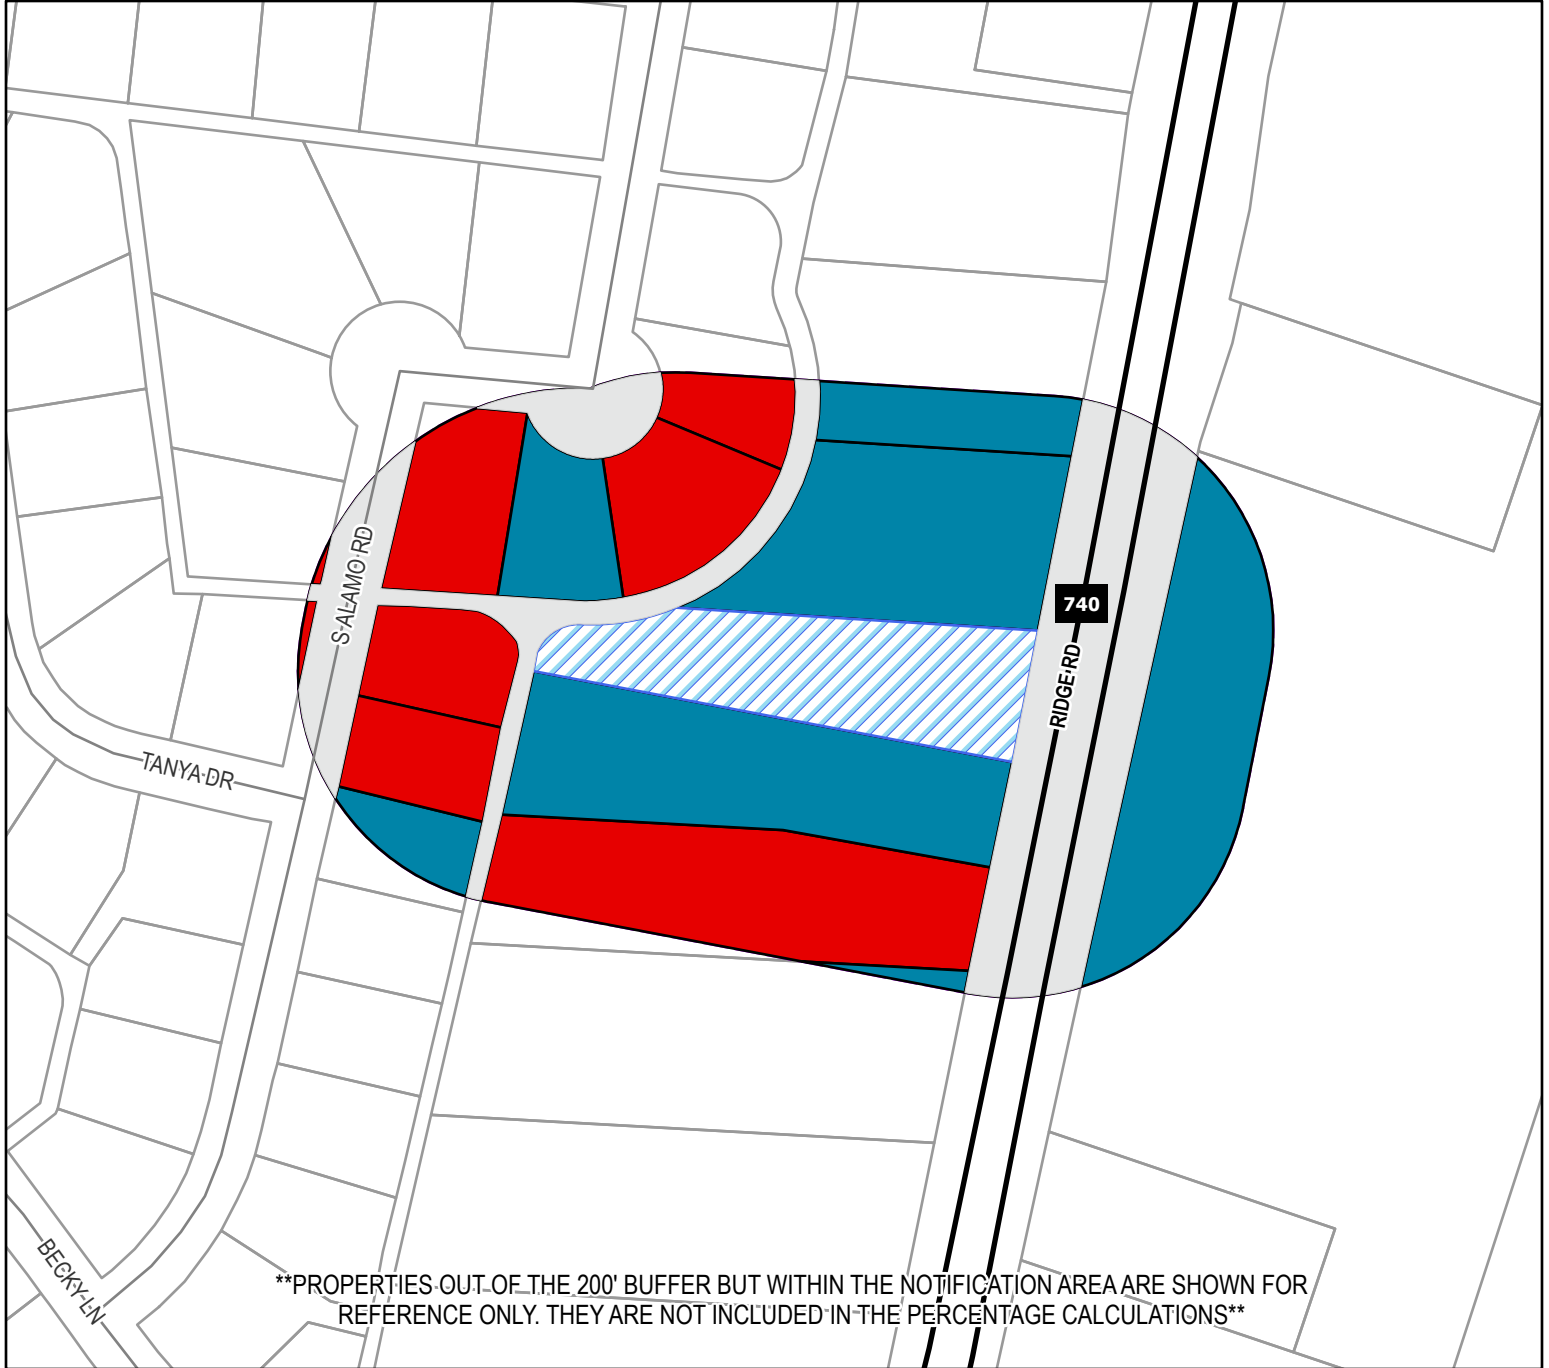 S ALAMO RD
740
RIDGE RD
TANYA DR
BECKY LN
**PROPERTIES OUT OF THE 200' BUFFER BUT WITHIN THE NOTIFICATION AREA ARE SHOWN FOR
REFERENCE ONLY. THEY ARE NOT INCLUDED IN THE PERCENTAGE CALCULATIONS**